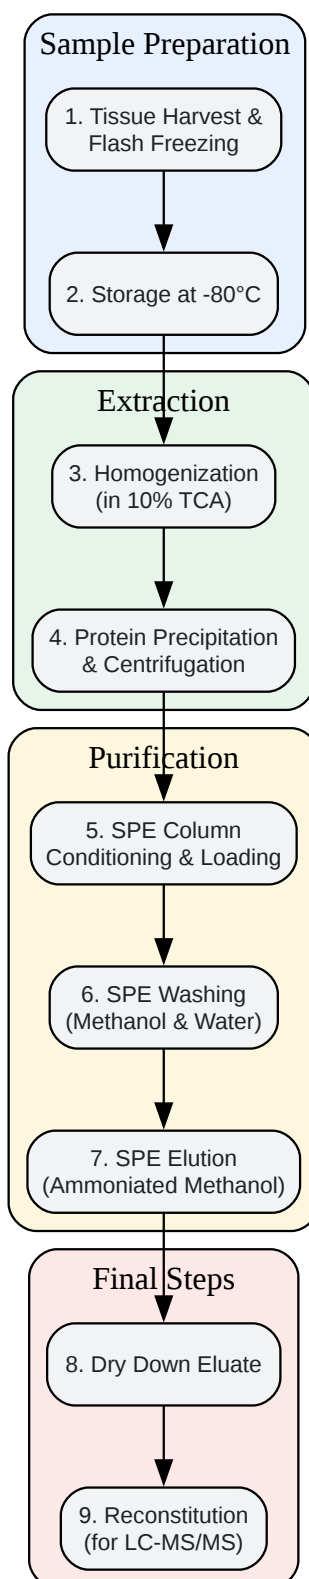 Sample Preparation
1. Tissue Harvest &
Flash Freezing
2. Storage at -80°C
Extraction
3. Homogenization
(in 10% TCA)
4. Protein Precipitation
& Centrifugation
Purification
5. SPE Column
Conditioning & Loading
6. SPE Washing
(Methanol & Water)
7. SPE Elution
(Ammoniated Methanol)
Final Steps
8. Dry Down Eluate
9. Reconstitution
(for LC-MS/MS)